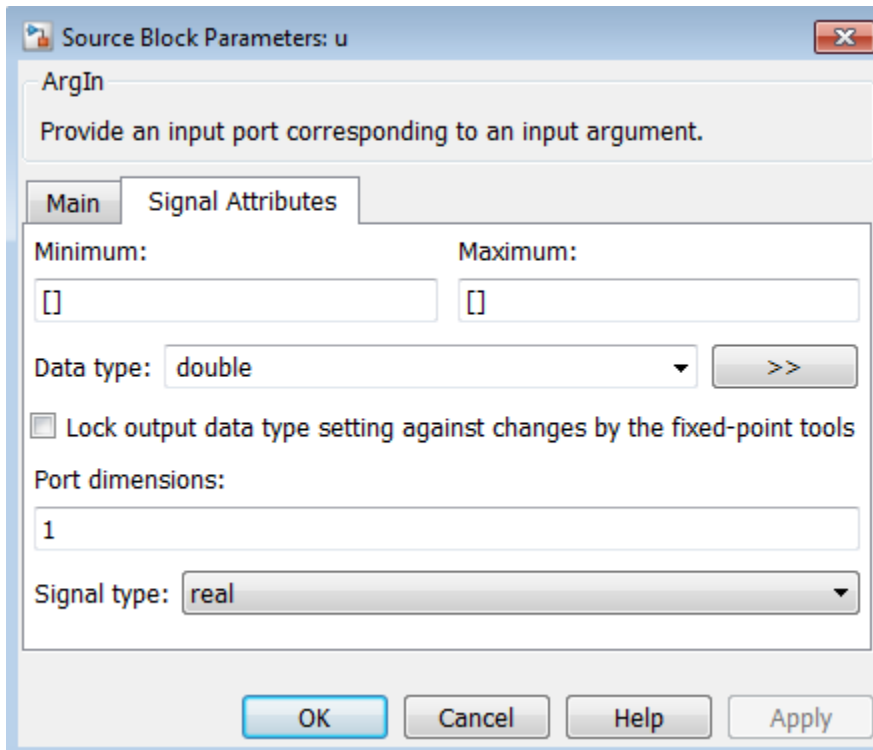 Source Block Parameters: u
ArgIn
Provide an input port corresponding to an input argument.
Main Signal Attributes
Minimum: Maximum:
[] []
Data type: double >>
Lock output data type setting against changes by the fixed-point tools
Port dimensions:
1
Signal type: real
OK Cancel Help Apply